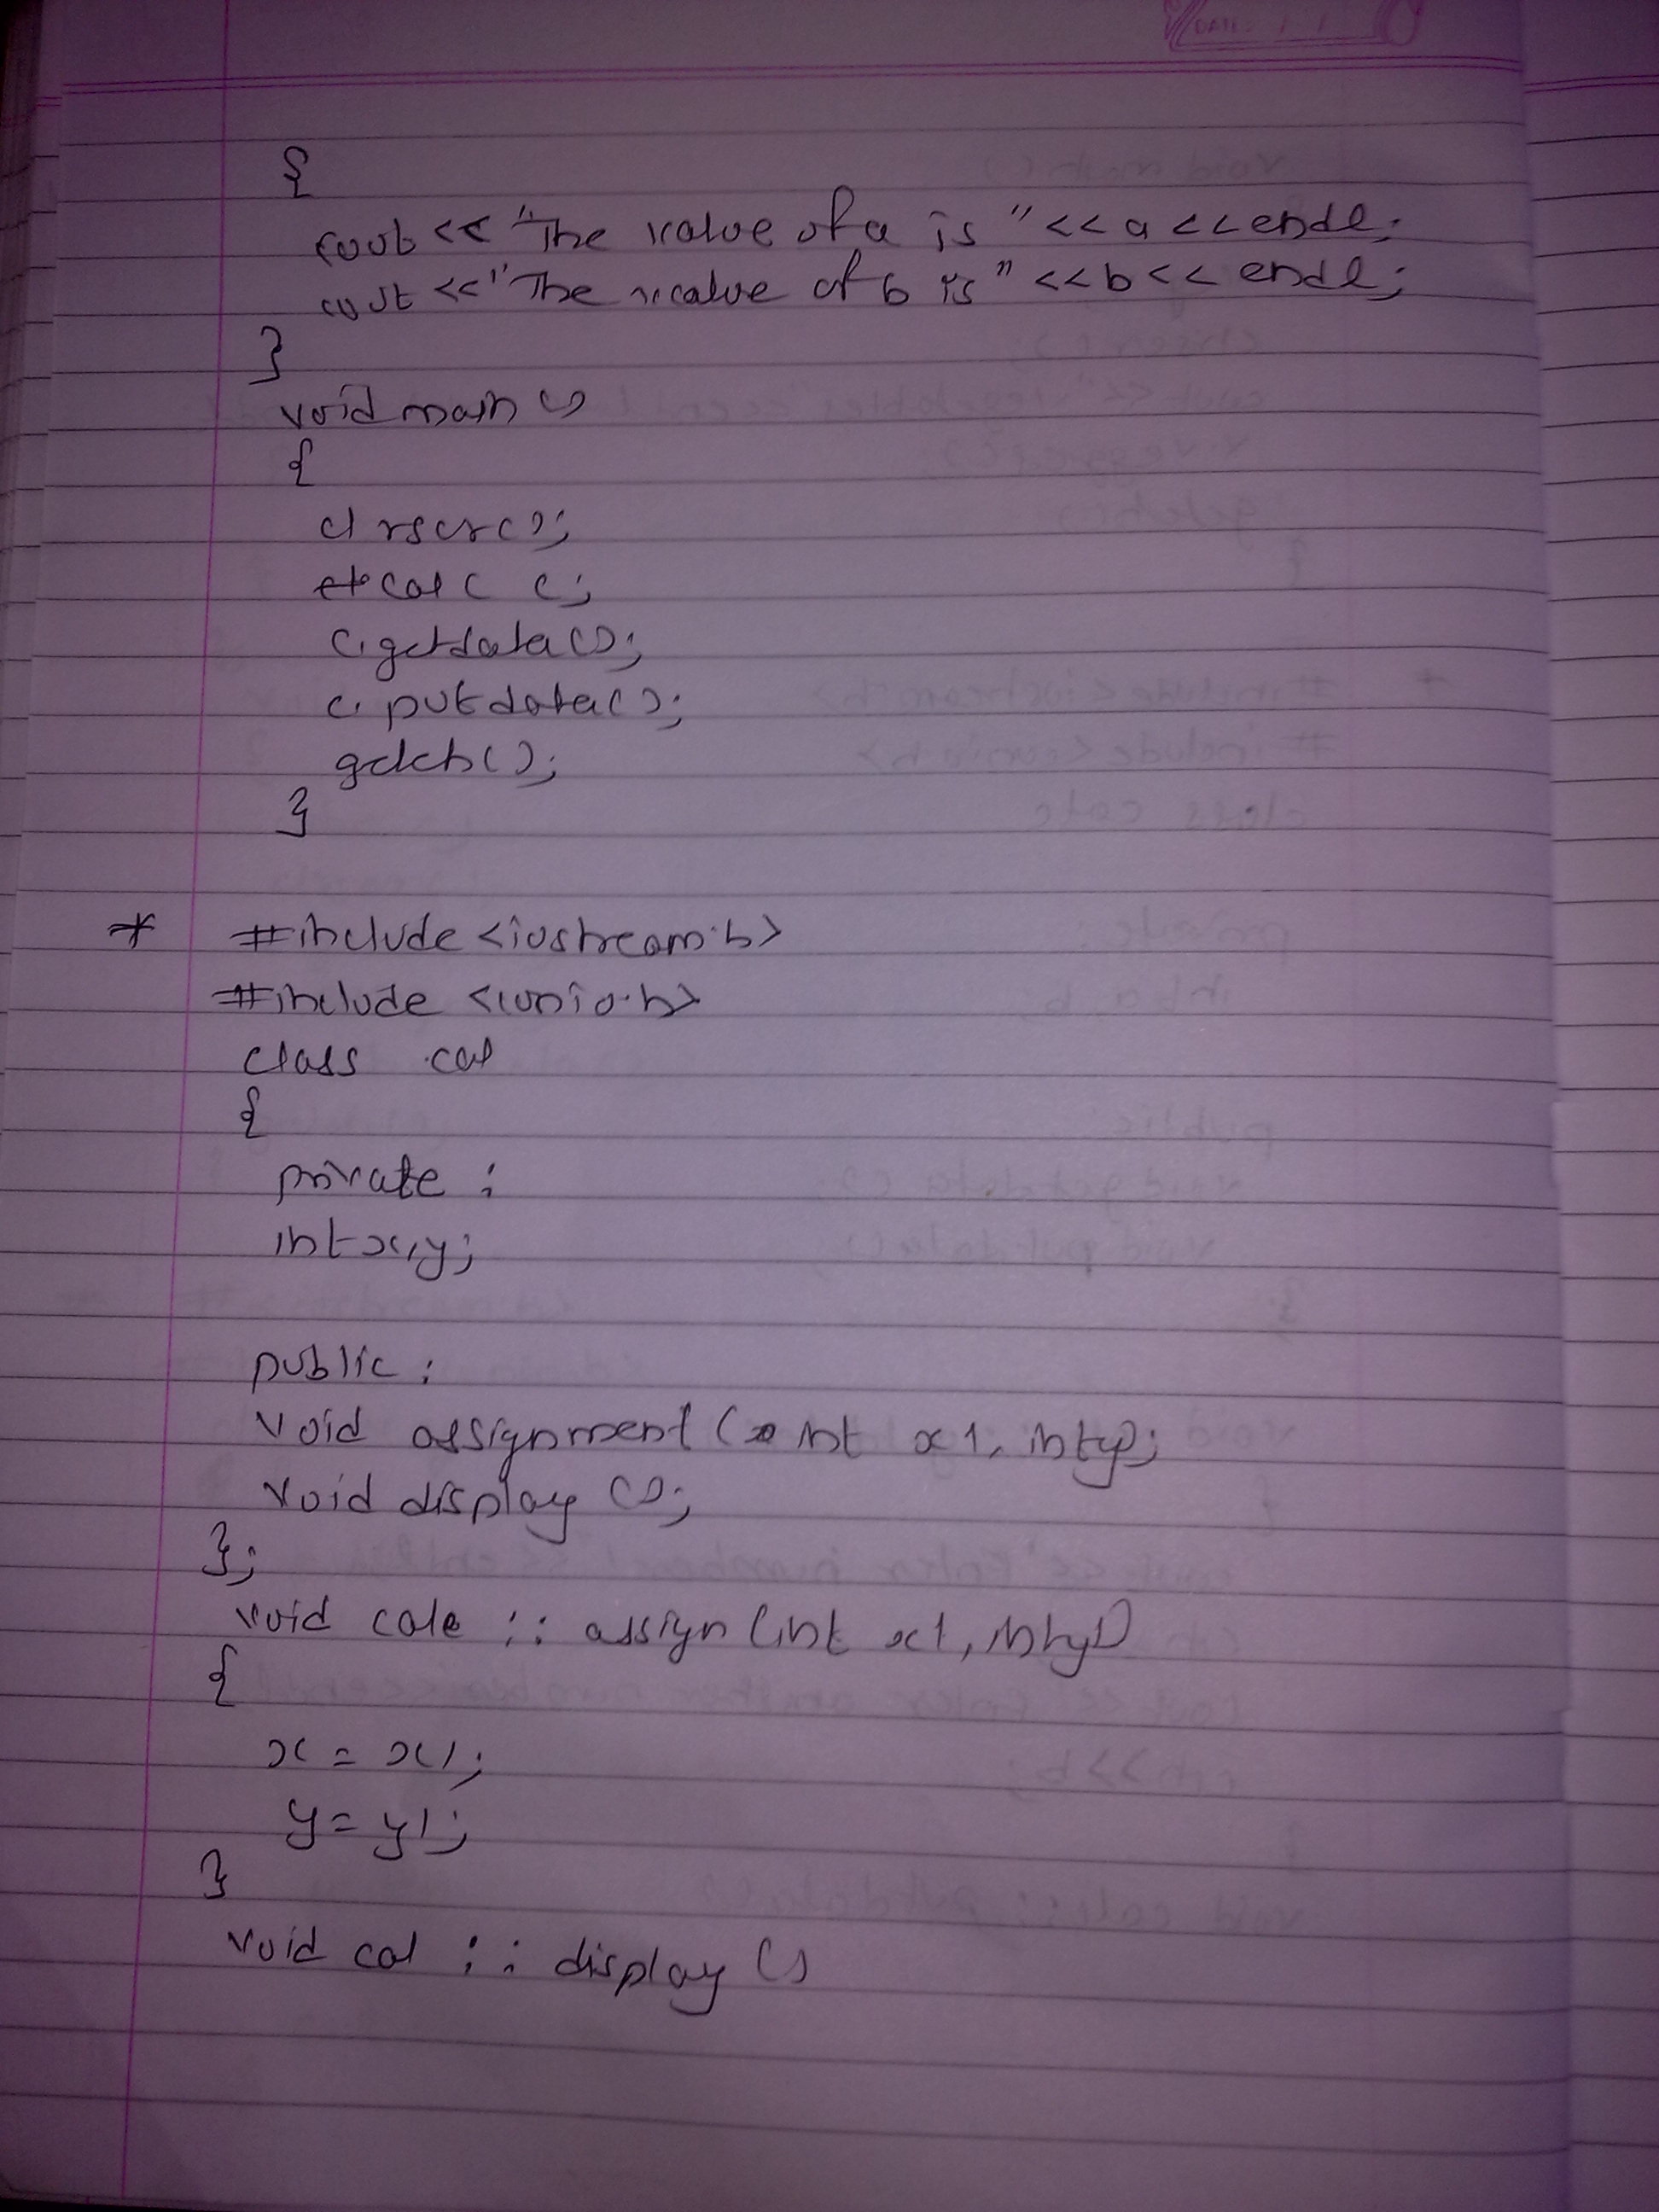 {
cout << "The value of a is " << a << endl;
cout << "The value of b is " << b << endl;
}
void main ()
{
clrscr();
calc c;
c.getdata();
c.putdata();
getch();
}
* #include <iostream.h>
#include <conio.h>
class cal
{
private :
int x,y;
public :
void assignment ( int x1, int y);
void display ();
};
void cale :: assign (int x1, int y1)
{
x = x1;
y = y1;
}
void cal :: display ()